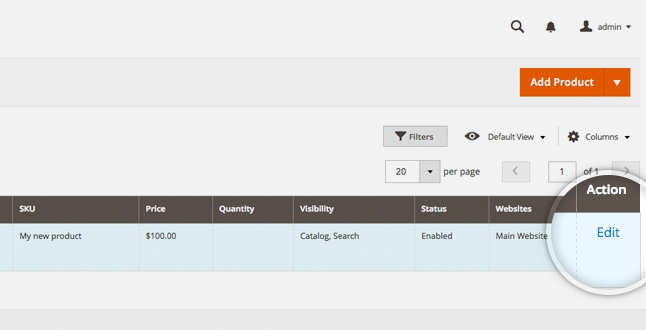 admin
Add Product
Filters
Default View
Columns
20 per page 1 of 1
SKU Price Quantity Visibility Status Websites Action
My new product $100.00 Catalog, Search Enabled Main Website Edit